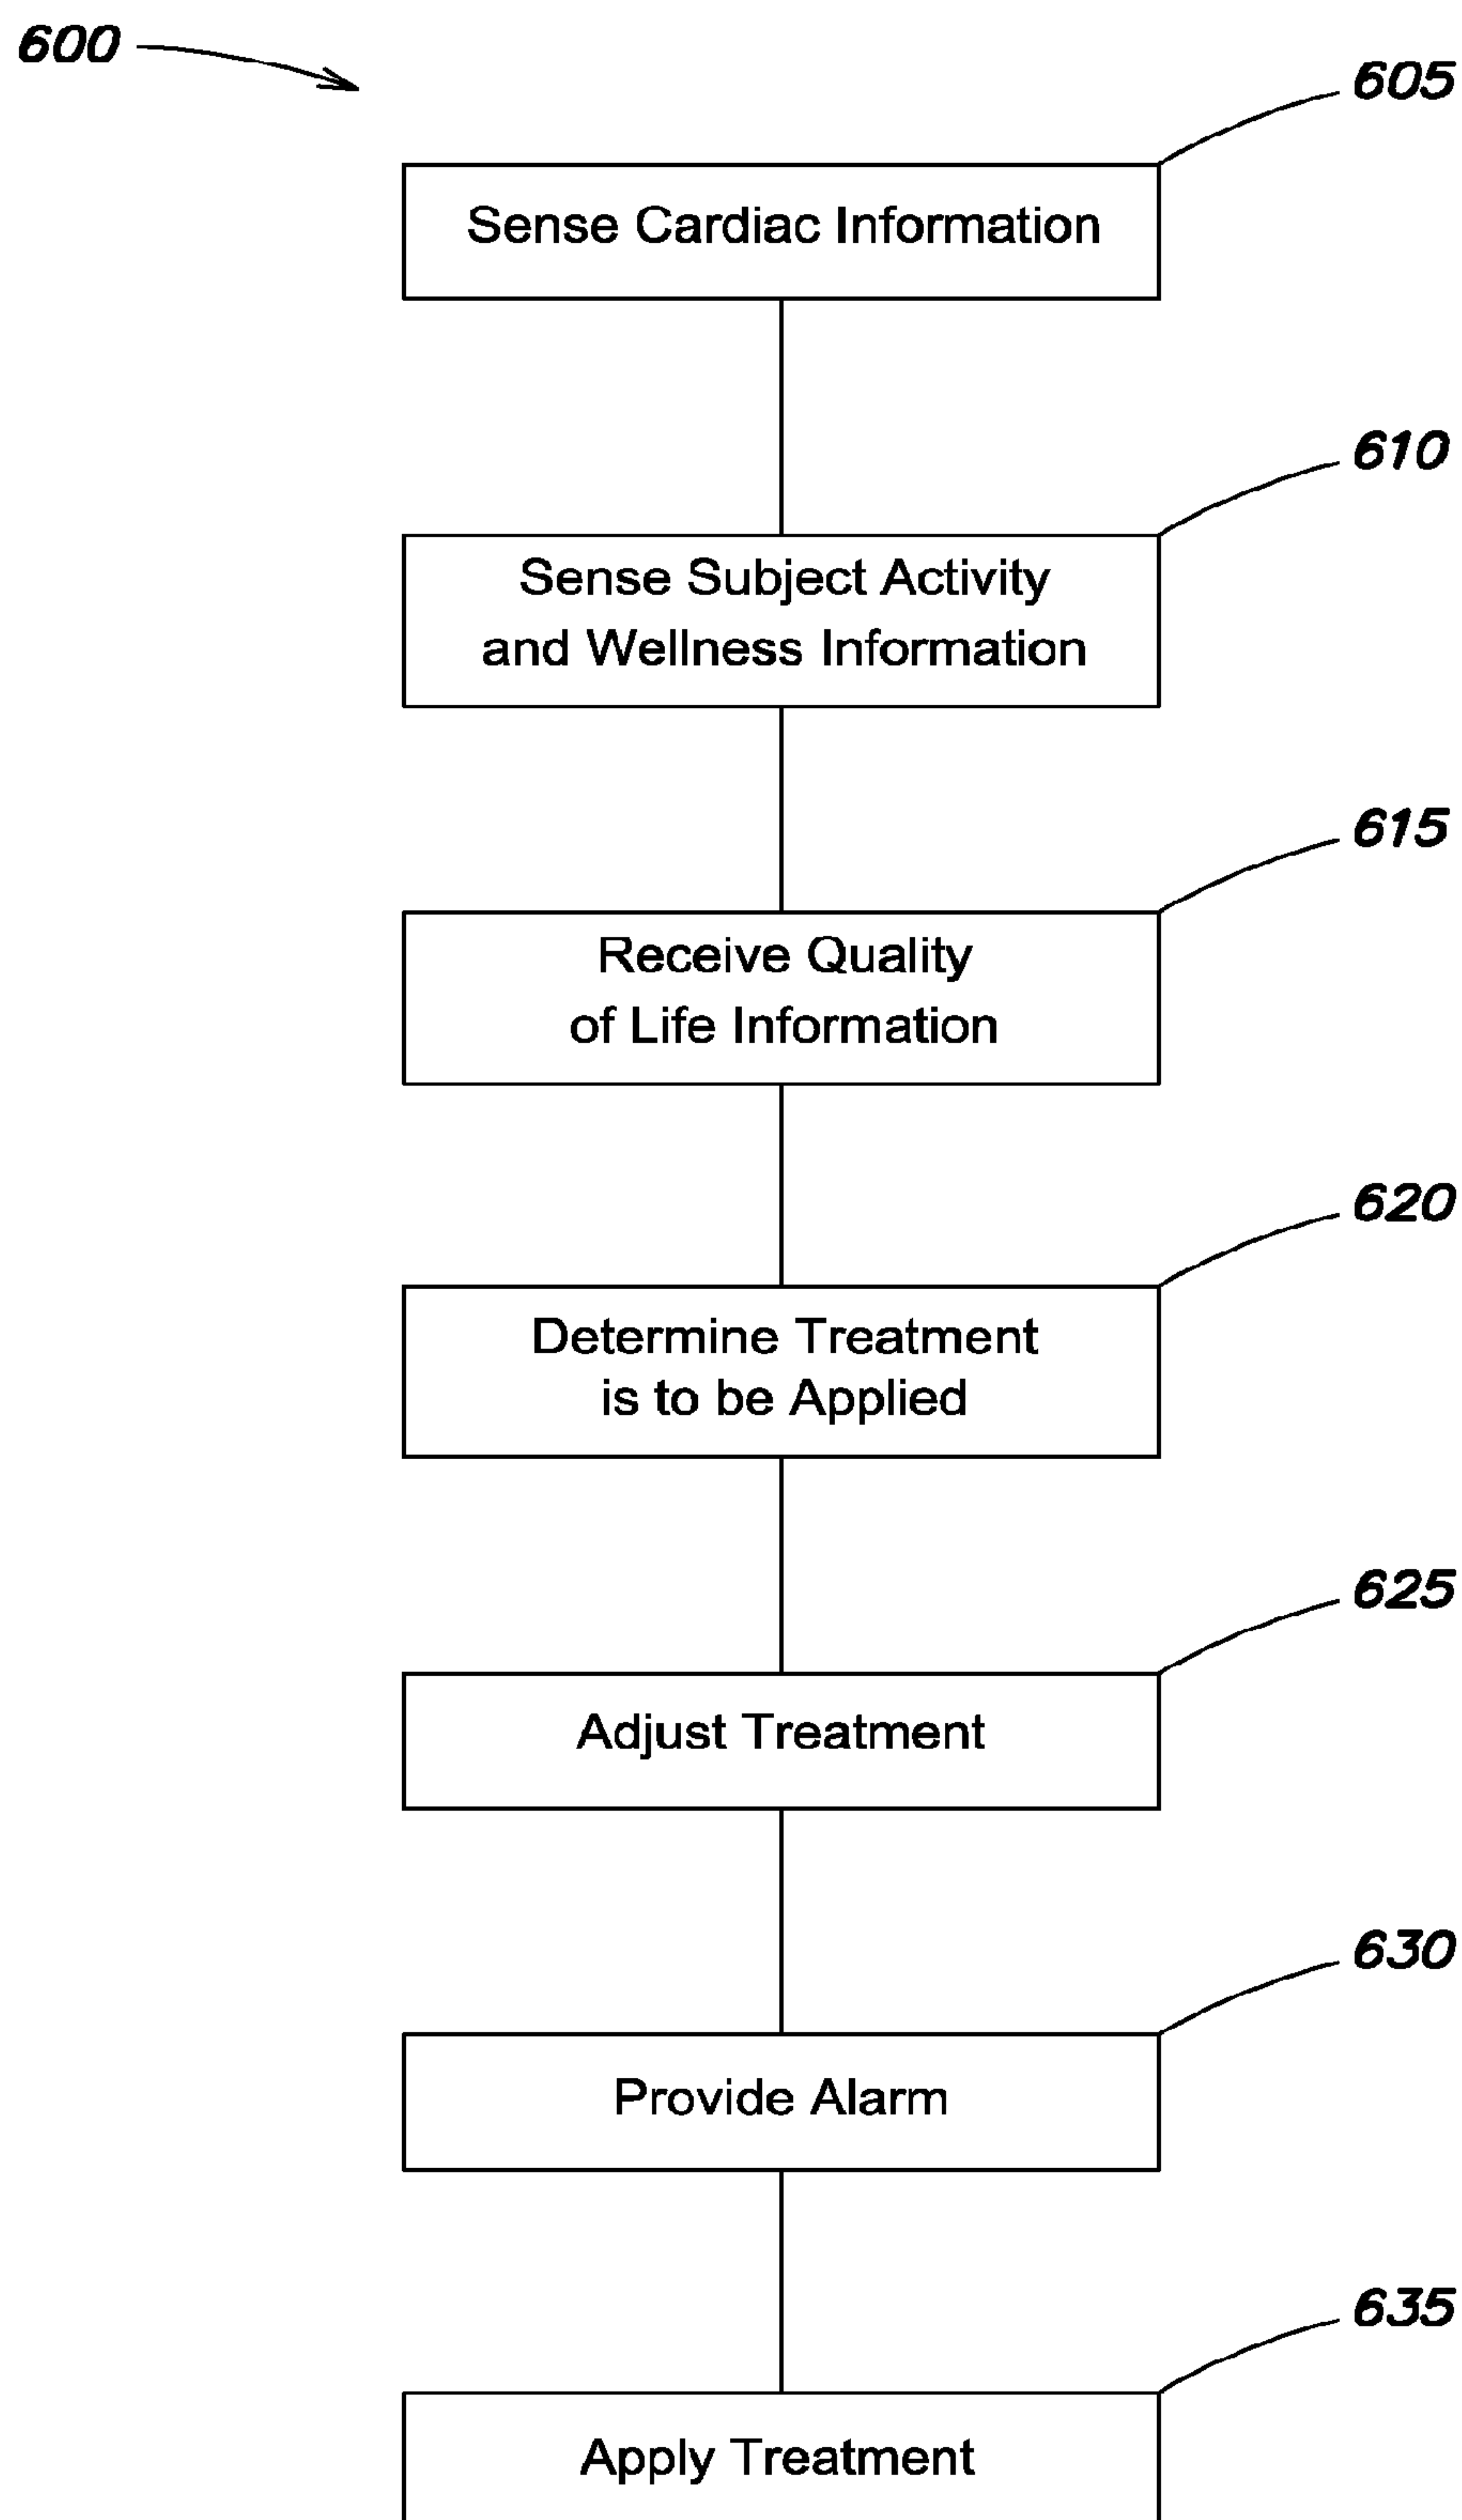 600
605
Sense Cardiac Information
610
Sense Subject Activity
and Wellness Information
615
Receive Quality
of Life Information
620
Determine Treatment
is to be Applied
625
Adjust Treatment
630
Provide Alarm
635
Apply Treatment